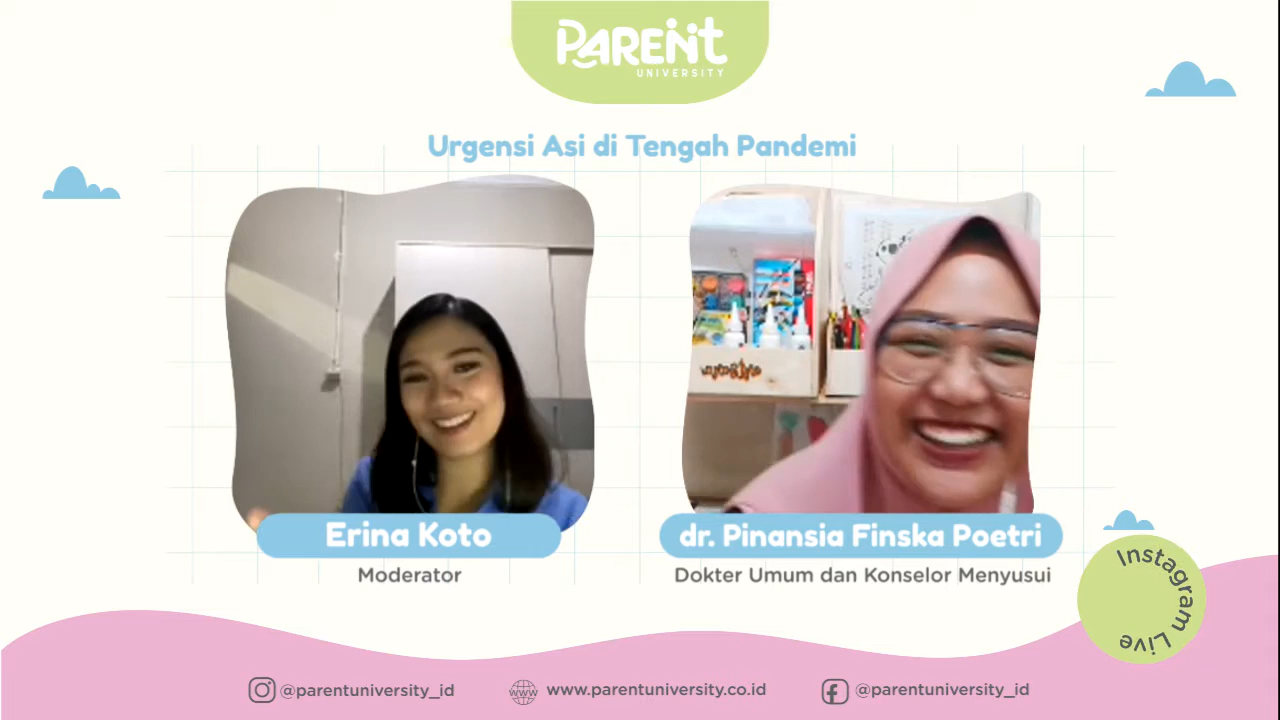 PARENT
UNIVERSITY
Urgensi Asi di Tengah Pandemi
Erina Koto
Moderator
dr. Pinansia Finska Poetri
Dokter Umum dan Konselor Menyusui
Instagram Live
@parentuniversity_id
www.parentuniversity.co.id
@parentuniversity_id